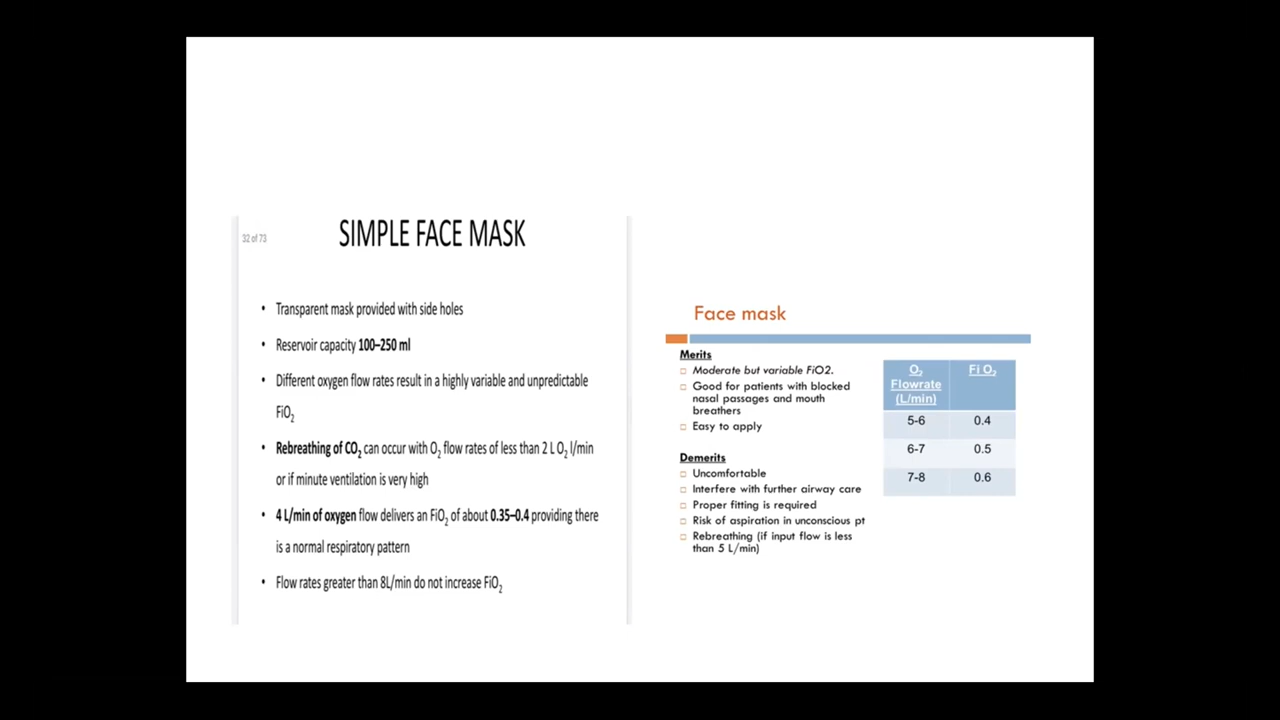 32 of 73
SIMPLE FACE MASK
• Transparent mask provided with side holes
• Reservoir capacity 100–250 ml
• Different oxygen flow rates result in a highly variable and unpredictable
FiO₂
• Rebreathing of CO₂ can occur with O₂ flow rates of less than 2 L O₂ l/min
or if minute ventilation is very high
• 4 L/min of oxygen flow delivers an FiO₂ of about 0.35–0.4 providing there
is a normal respiratory pattern
• Flow rates greater than 8L/min do not increase FiO₂
Face mask
Merits
□ Moderate but variable FiO2.
□ Good for patients with blocked
nasal passages and mouth
breathers
□ Easy to apply
Demerits
□ Uncomfortable
□ Interfere with further airway care
□ Proper fitting is required
□ Risk of aspiration in unconscious pt
□ Rebreathing (if input flow is less
than 5 L/min)
O₂ Fi O₂
Flowrate
(L/min)
5-6 0.4
6-7 0.5
7-8 0.6